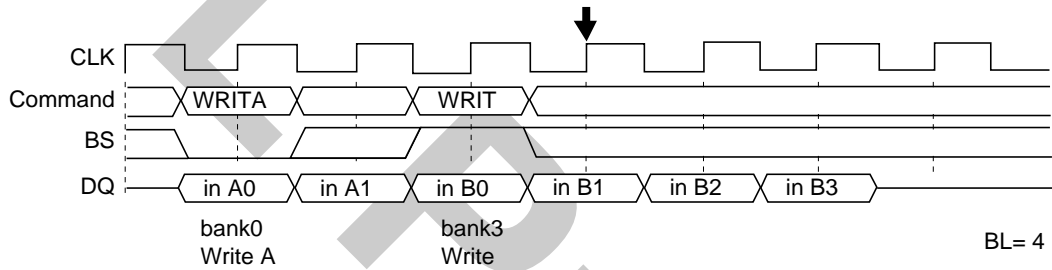 CLK
Command WRITA WRIT
BS
DQ in A0 in A1 in B0 in B1 in B2 in B3
bank0 bank3
Write A Write BL= 4